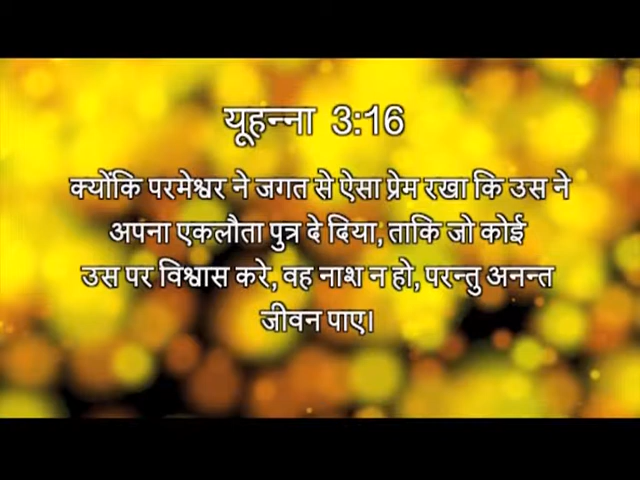 यूहन्ना 3:16
क्योंकि परमेश्वर ने जगत से ऐसा प्रेम रखा कि उस ने
अपना एकलौता पुत्र दे दिया, ताकि जो कोई
उस पर विश्वास करे, वह नाश न हो, परन्तु अनन्त
जीवन पाए।